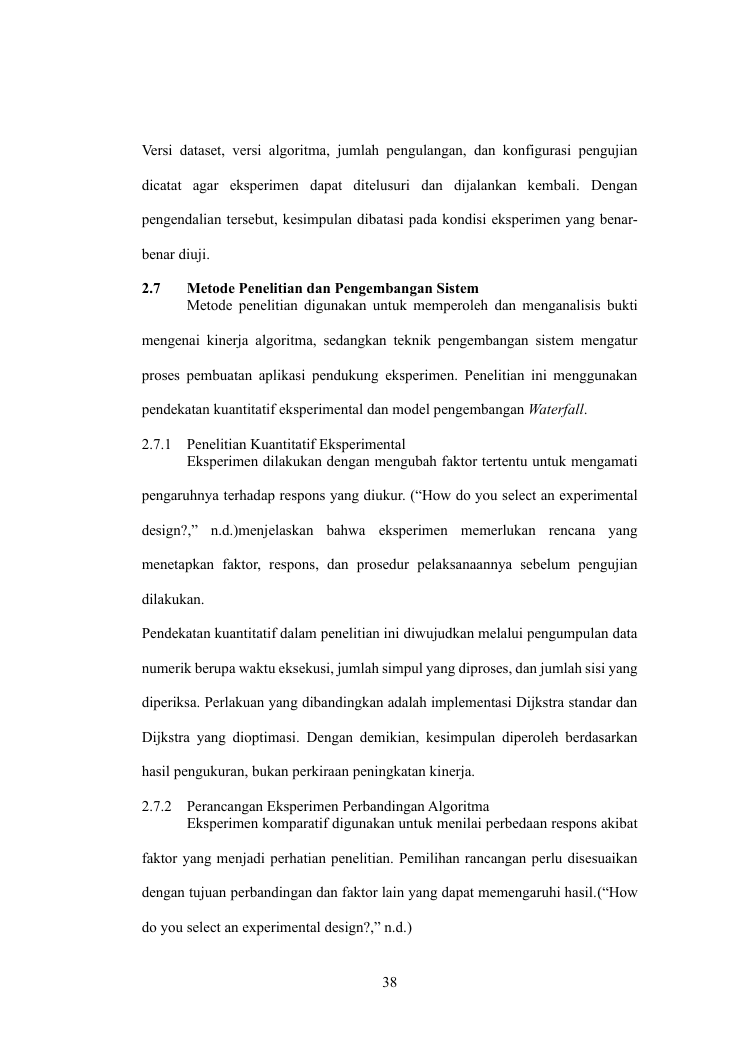 Versi dataset, versi algoritma, jumlah pengulangan, dan konfigurasi pengujian
dicatat agar eksperimen dapat ditelusuri dan dijalankan kembali. Dengan
pengendalian tersebut, kesimpulan dibatasi pada kondisi eksperimen yang benar-
benar diuji.
2.7 Metode Penelitian dan Pengembangan Sistem
Metode penelitian digunakan untuk memperoleh dan menganalisis bukti
mengenai kinerja algoritma, sedangkan teknik pengembangan sistem mengatur
proses pembuatan aplikasi pendukung eksperimen. Penelitian ini menggunakan
pendekatan kuantitatif eksperimental dan model pengembangan Waterfall.
2.7.1 Penelitian Kuantitatif Eksperimental
Eksperimen dilakukan dengan mengubah faktor tertentu untuk mengamati
pengaruhnya terhadap respons yang diukur. (“How do you select an experimental
design?,” n.d.)menjelaskan bahwa eksperimen memerlukan rencana yang
menetapkan faktor, respons, dan prosedur pelaksanaannya sebelum pengujian
dilakukan.
Pendekatan kuantitatif dalam penelitian ini diwujudkan melalui pengumpulan data
numerik berupa waktu eksekusi, jumlah simpul yang diproses, dan jumlah sisi yang
diperiksa. Perlakuan yang dibandingkan adalah implementasi Dijkstra standar dan
Dijkstra yang dioptimasi. Dengan demikian, kesimpulan diperoleh berdasarkan
hasil pengukuran, bukan perkiraan peningkatan kinerja.
2.7.2 Perancangan Eksperimen Perbandingan Algoritma
Eksperimen komparatif digunakan untuk menilai perbedaan respons akibat
faktor yang menjadi perhatian penelitian. Pemilihan rancangan perlu disesuaikan
dengan tujuan perbandingan dan faktor lain yang dapat memengaruhi hasil.(“How
do you select an experimental design?,” n.d.)
38